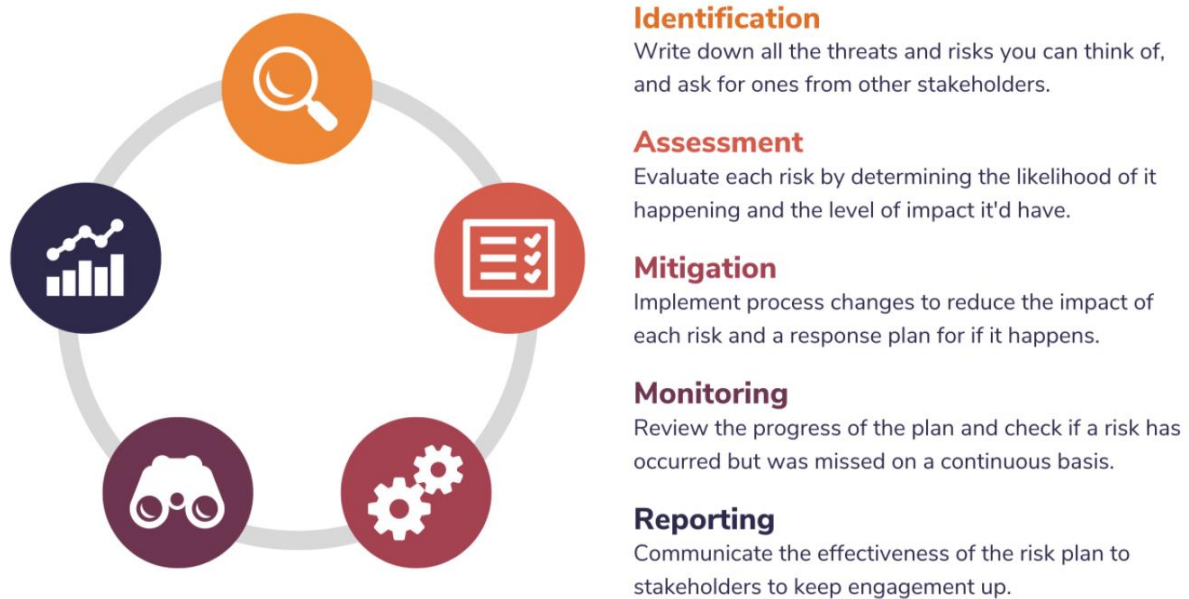 Identification
Write down all the threats and risks you can think of,
and ask for ones from other stakeholders.
Assessment
Evaluate each risk by determining the likelihood of it
happening and the level of impact it'd have.
Mitigation
Implement process changes to reduce the impact of
each risk and a response plan for if it happens.
Monitoring
Review the progress of the plan and check if a risk has
occurred but was missed on a continuous basis.
Reporting
Communicate the effectiveness of the risk plan to
stakeholders to keep engagement up.